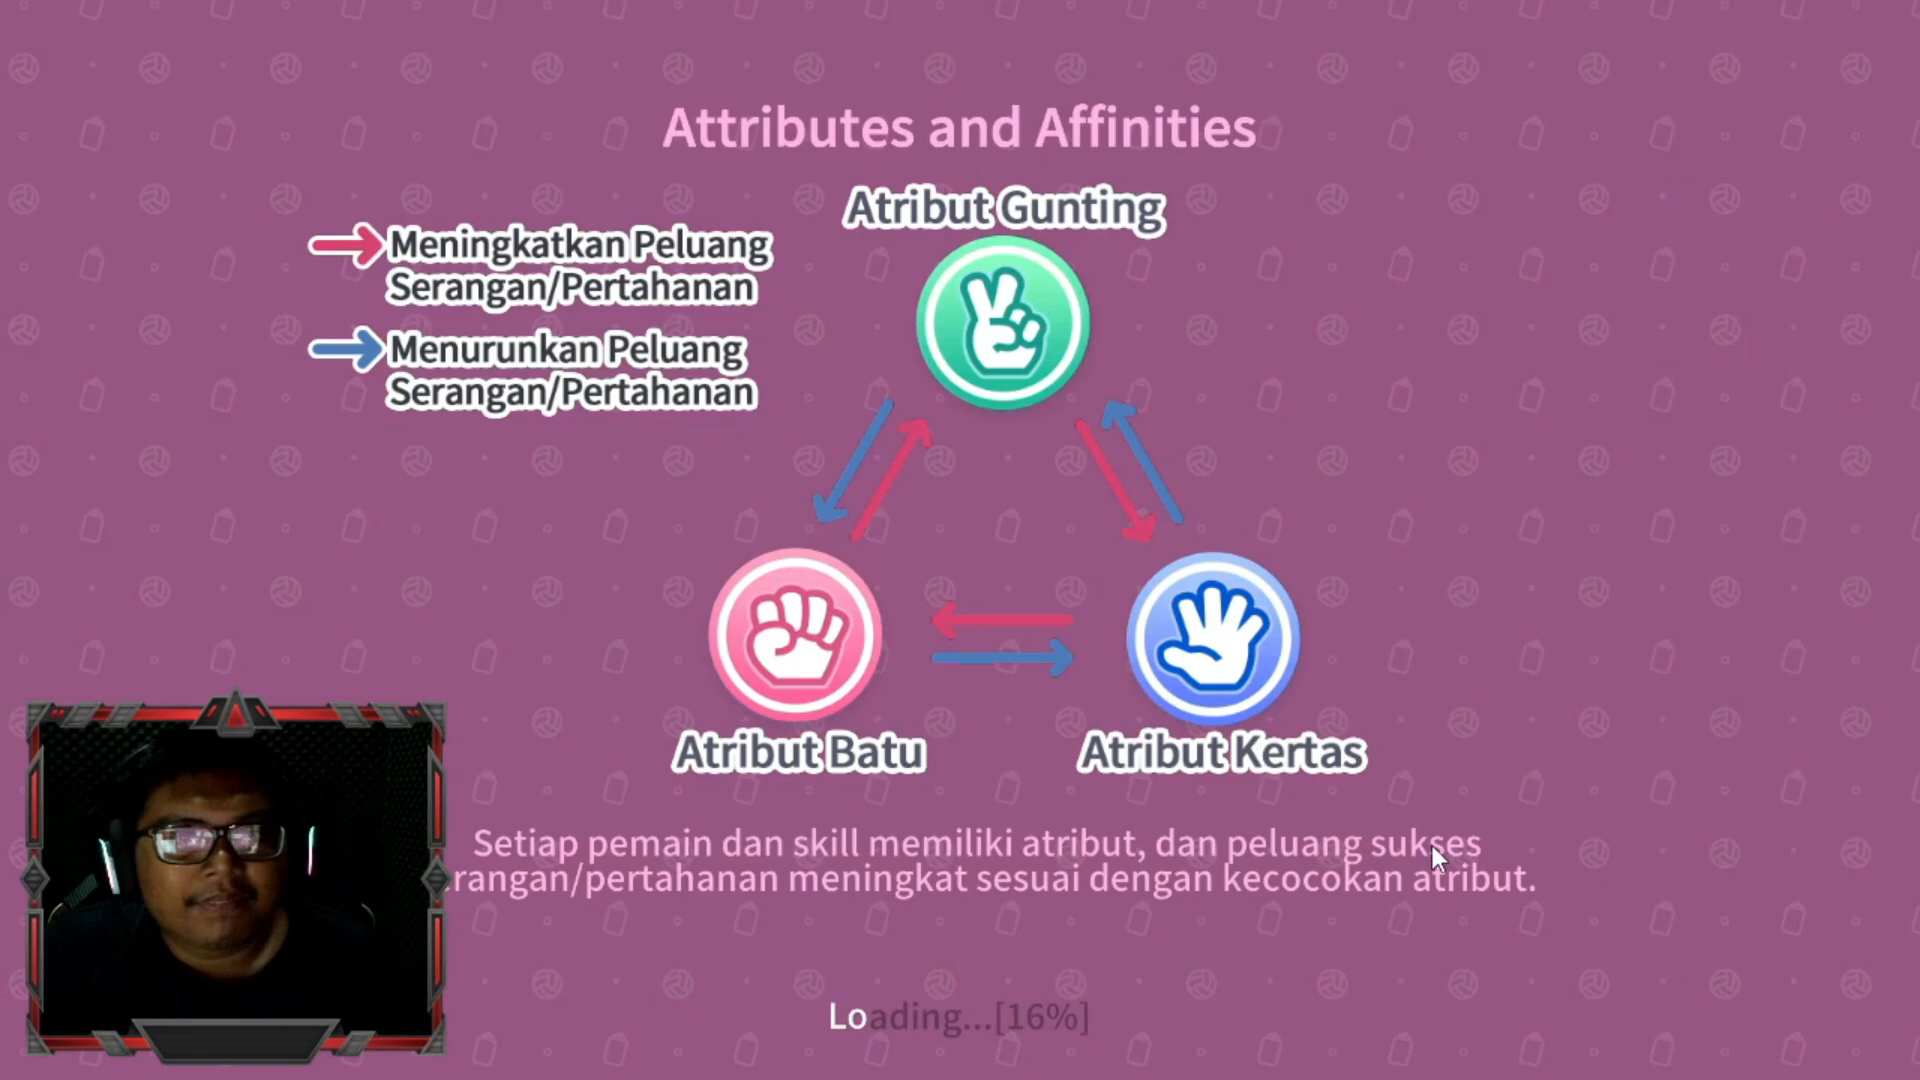 Attributes and Affinities
Atribut Gunting
Meningkatkan Peluang
Serangan/Pertahanan
Menurunkan Peluang
Serangan/Pertahanan
Atribut Batu
Atribut Kertas
Setiap pemain dan skill memiliki atribut, dan peluang sukses
rangan/pertahanan meningkat sesuai dengan kecocokan atribut.
Loading...[16%]